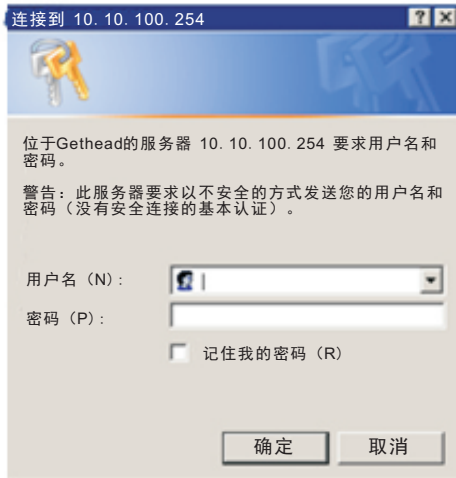 连接到 10. 10. 100. 254
位于Gethead的服务器 10. 10. 100. 254 要求用户名和
密码。
警告：此服务器要求以不安全的方式发送您的用户名和
密码（没有安全连接的基本认证）。
用户名（N）:
密码（P）:
记住我的密码（R）
确定 取消